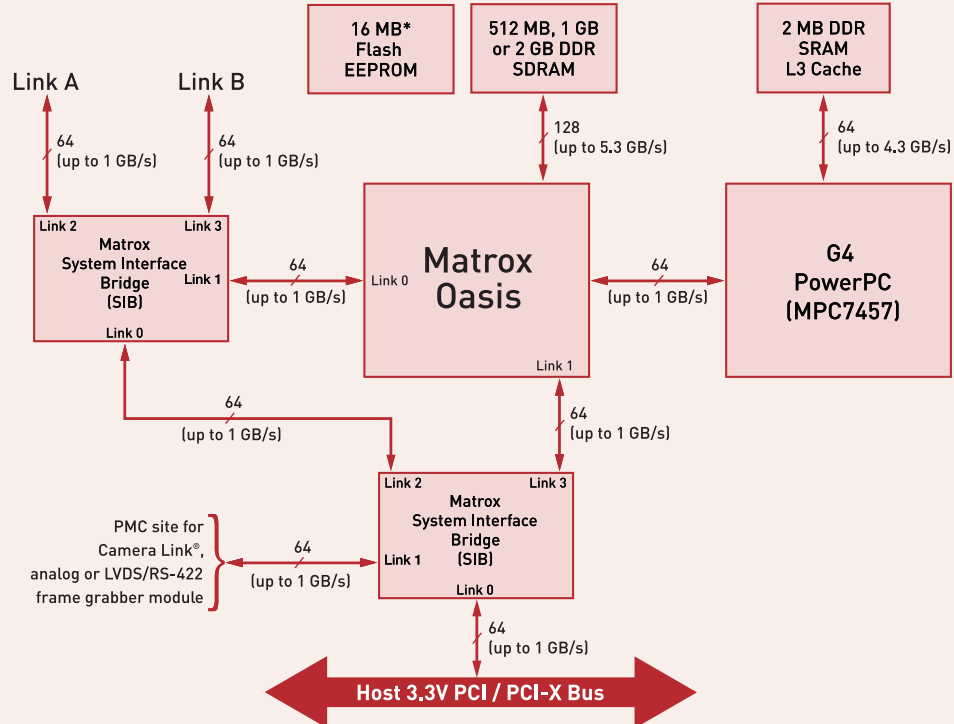 16 MB*
Flash
EEPROM
512 MB, 1 GB
or 2 GB DDR
SDRAM
2 MB DDR
SRAM
L3 Cache
Link A
Link B
64
(up to 1 GB/s)
64
(up to 1 GB/s)
128
(up to 5.3 GB/s)
64
(up to 4.3 GB/s)
Link 2
Link 3
Matrox
System Interface
Bridge
(SIB)
Link 1
Link 0
64
(up to 1 GB/s)
Link 0
Matrox
Oasis
Link 1
64
(up to 1 GB/s)
G4
PowerPC
(MPC7457)
64
(up to 1 GB/s)
64
(up to 1 GB/s)
Link 2
Link 3
Matrox
System Interface
Bridge
(SIB)
Link 1
Link 0
PMC site for
Camera Link®,
analog or LVDS/RS-422
frame grabber module
64
(up to 1 GB/s)
64
(up to 1 GB/s)
Host 3.3V PCI / PCI-X Bus